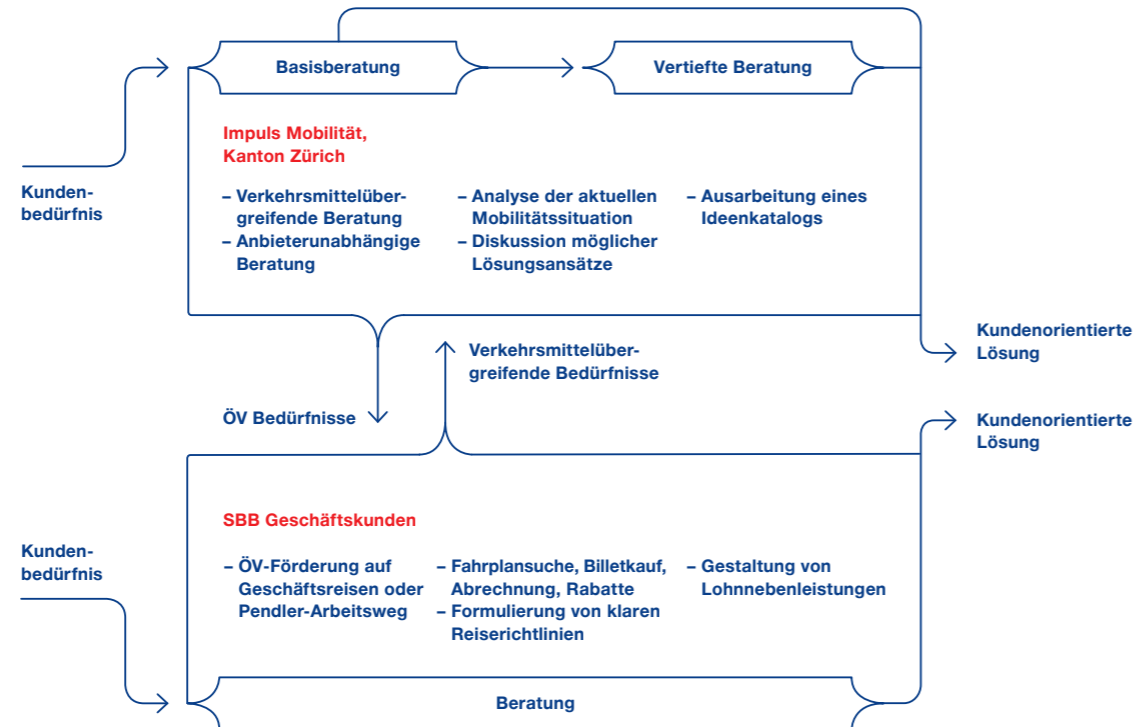 Basisberatung
Vertiefte Beratung
Kunden-
bedürfnis
Impuls Mobilität,
Kanton Zürich
– Verkehrsmittelüber-
greifende Beratung
– Anbieterunabhängige
Beratung
– Analyse der aktuellen
Mobilitätssituation
– Diskussion möglicher
Lösungsansätze
– Ausarbeitung eines
Ideenkatalogs
Kundenorientierte
Lösung
Verkehrsmittelüber-
greifende Bedürfnisse
ÖV Bedürfnisse
Kundenorientierte
Lösung
SBB Geschäftskunden
Kunden-
bedürfnis
– ÖV-Förderung auf
Geschäftsreisen oder
Pendler-Arbeitsweg
– Fahrplansuche, Billetkauf,
Abrechnung, Rabatte
– Formulierung von klaren
Reiserichtlinien
– Gestaltung von
Lohnnebenleistungen
Beratung